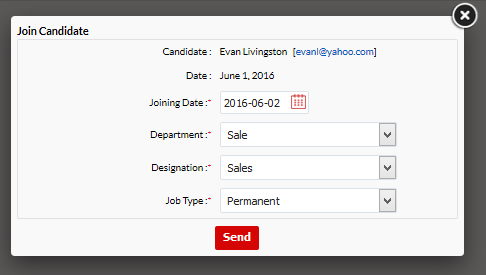 Join Candidate
Candidate : Evan Livingston [evanl@yahoo.com]
Date : June 1, 2016
Joining Date :* 2016-06-02
Department :* Sale
Designation :* Sales
Job Type :* Permanent
Send